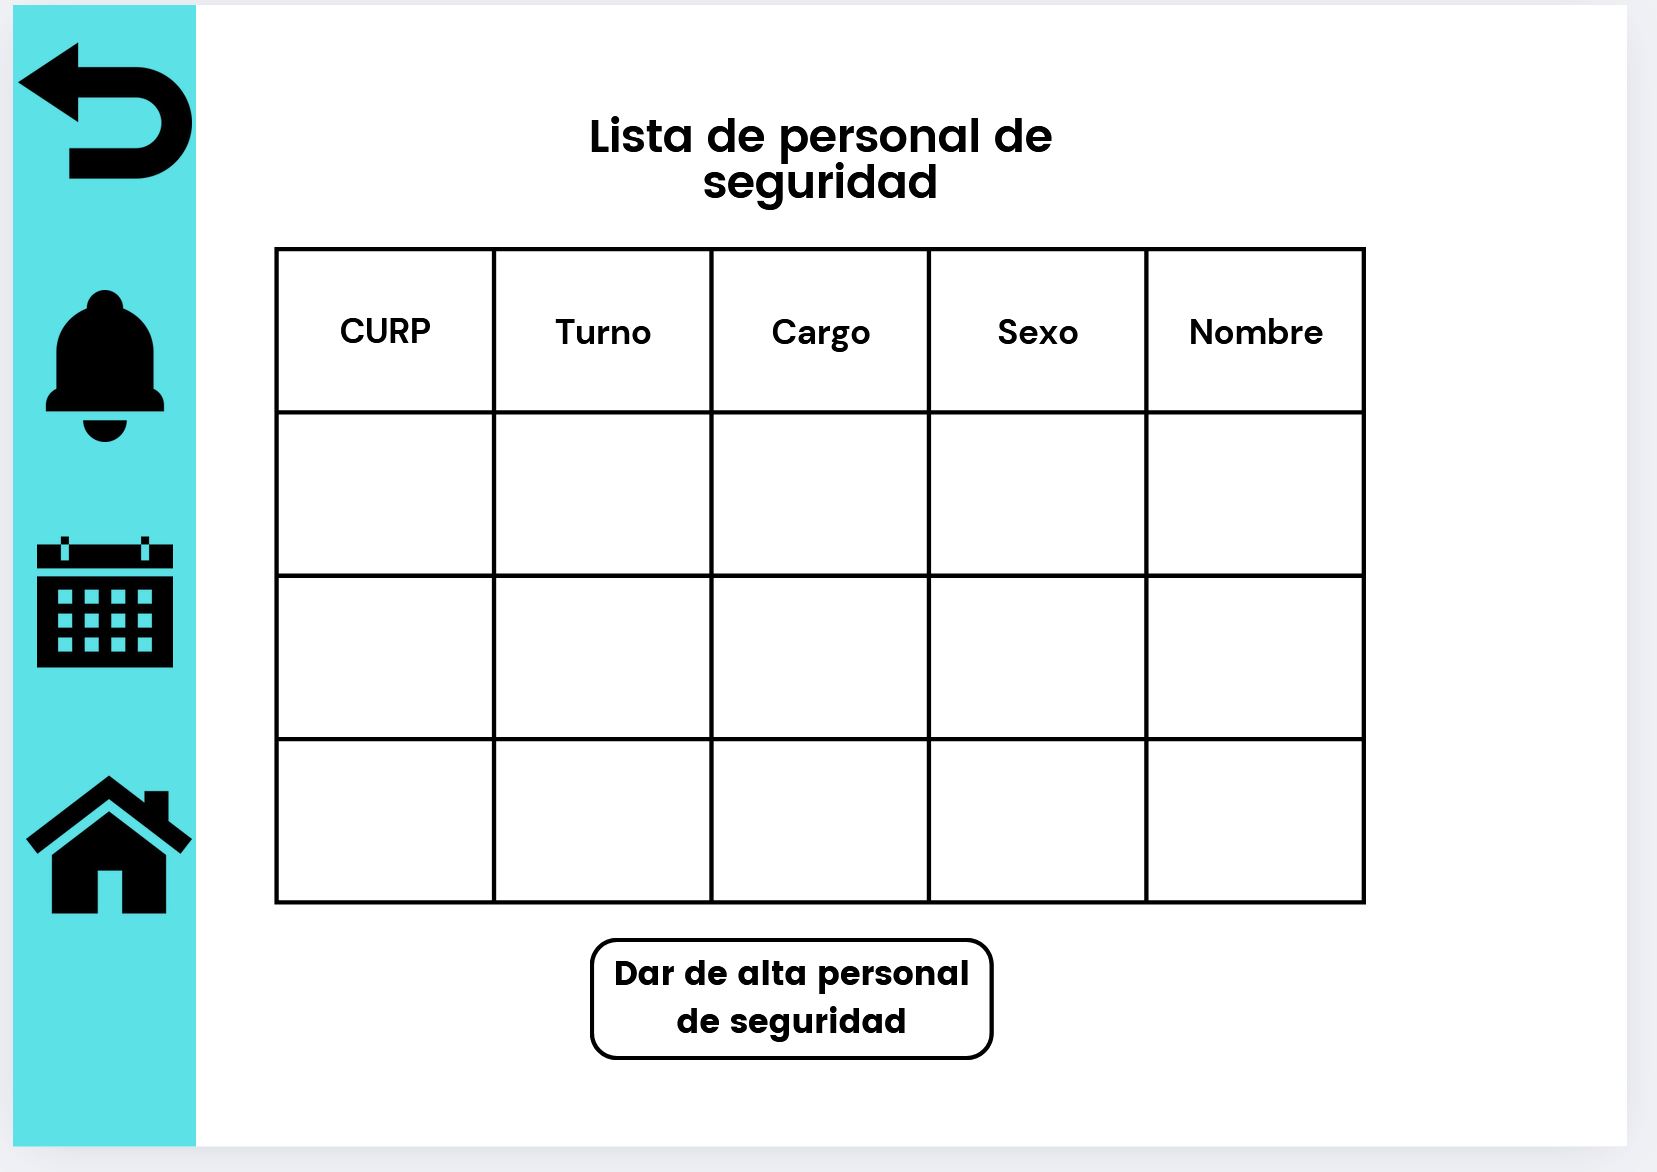 Lista de personal de
seguridad
CURP Turno Cargo Sexo Nombre
Dar de alta personal
de seguridad